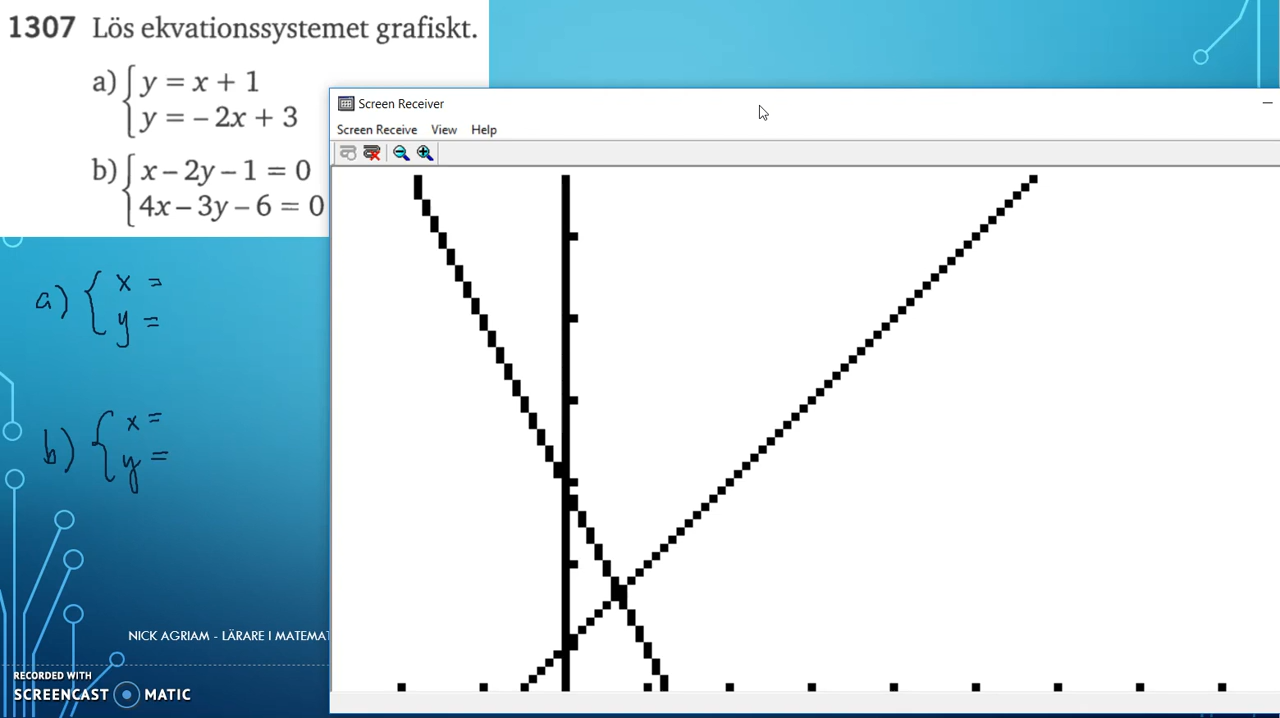 1307 Lös ekvationssystemet grafiskt.
a) { y = x + 1
y = -2x + 3
b) { x - 2y - 1 = 0
4x - 3y - 6 = 0
Screen Receiver
Screen Receive View Help
a) { x =
y =
b) { x =
y =
NICK AGRIAM - LÄRARE I MATEMAT
RECORDED WITH
SCREENCAST MATIC